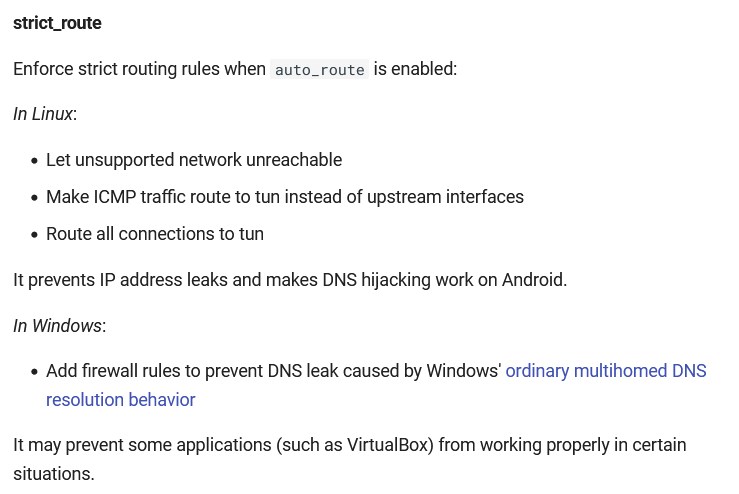 strict_route
Enforce strict routing rules when auto_route is enabled:
In Linux:
• Let unsupported network unreachable
• Make ICMP traffic route to tun instead of upstream interfaces
• Route all connections to tun
It prevents IP address leaks and makes DNS hijacking work on Android.
In Windows:
• Add firewall rules to prevent DNS leak caused by Windows' ordinary multihomed DNS
resolution behavior
It may prevent some applications (such as VirtualBox) from working properly in certain
situations.